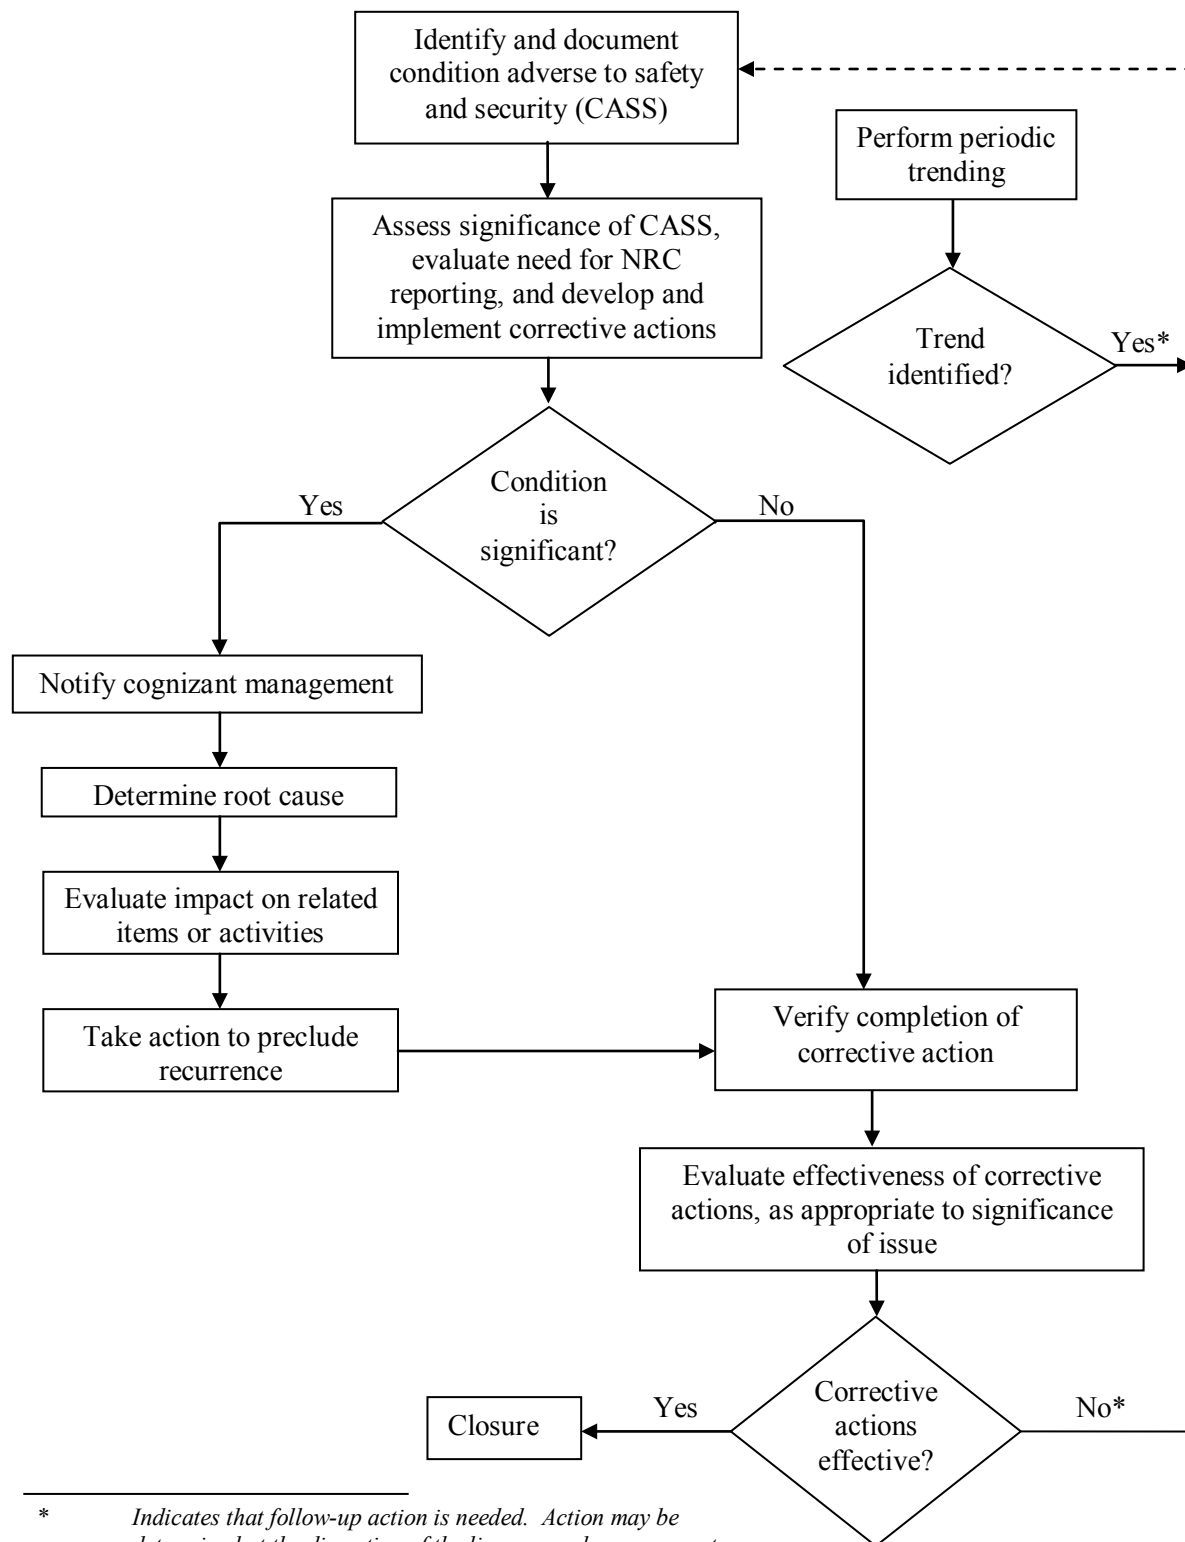 Identify and document
condition adverse to safety
and security (CASS)
Perform periodic
trending
Assess significance of CASS,
evaluate need for NRC
reporting, and develop and
implement corrective actions
Trend
identified?
Yes*
Condition
is
significant?
Yes
No
Notify cognizant management
Determine root cause
Evaluate impact on related
items or activities
Take action to preclude
recurrence
Verify completion of
corrective action
Evaluate effectiveness of corrective
actions, as appropriate to significance
of issue
Corrective
actions
effective?
Yes
No*
Closure
* Indicates that follow-up action is needed. Action may be